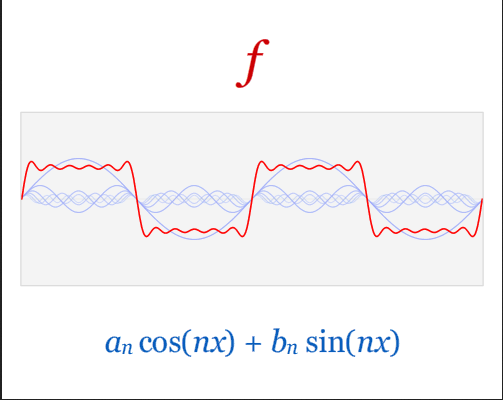 f
aₙ cos(nx) + bₙ sin(nx)